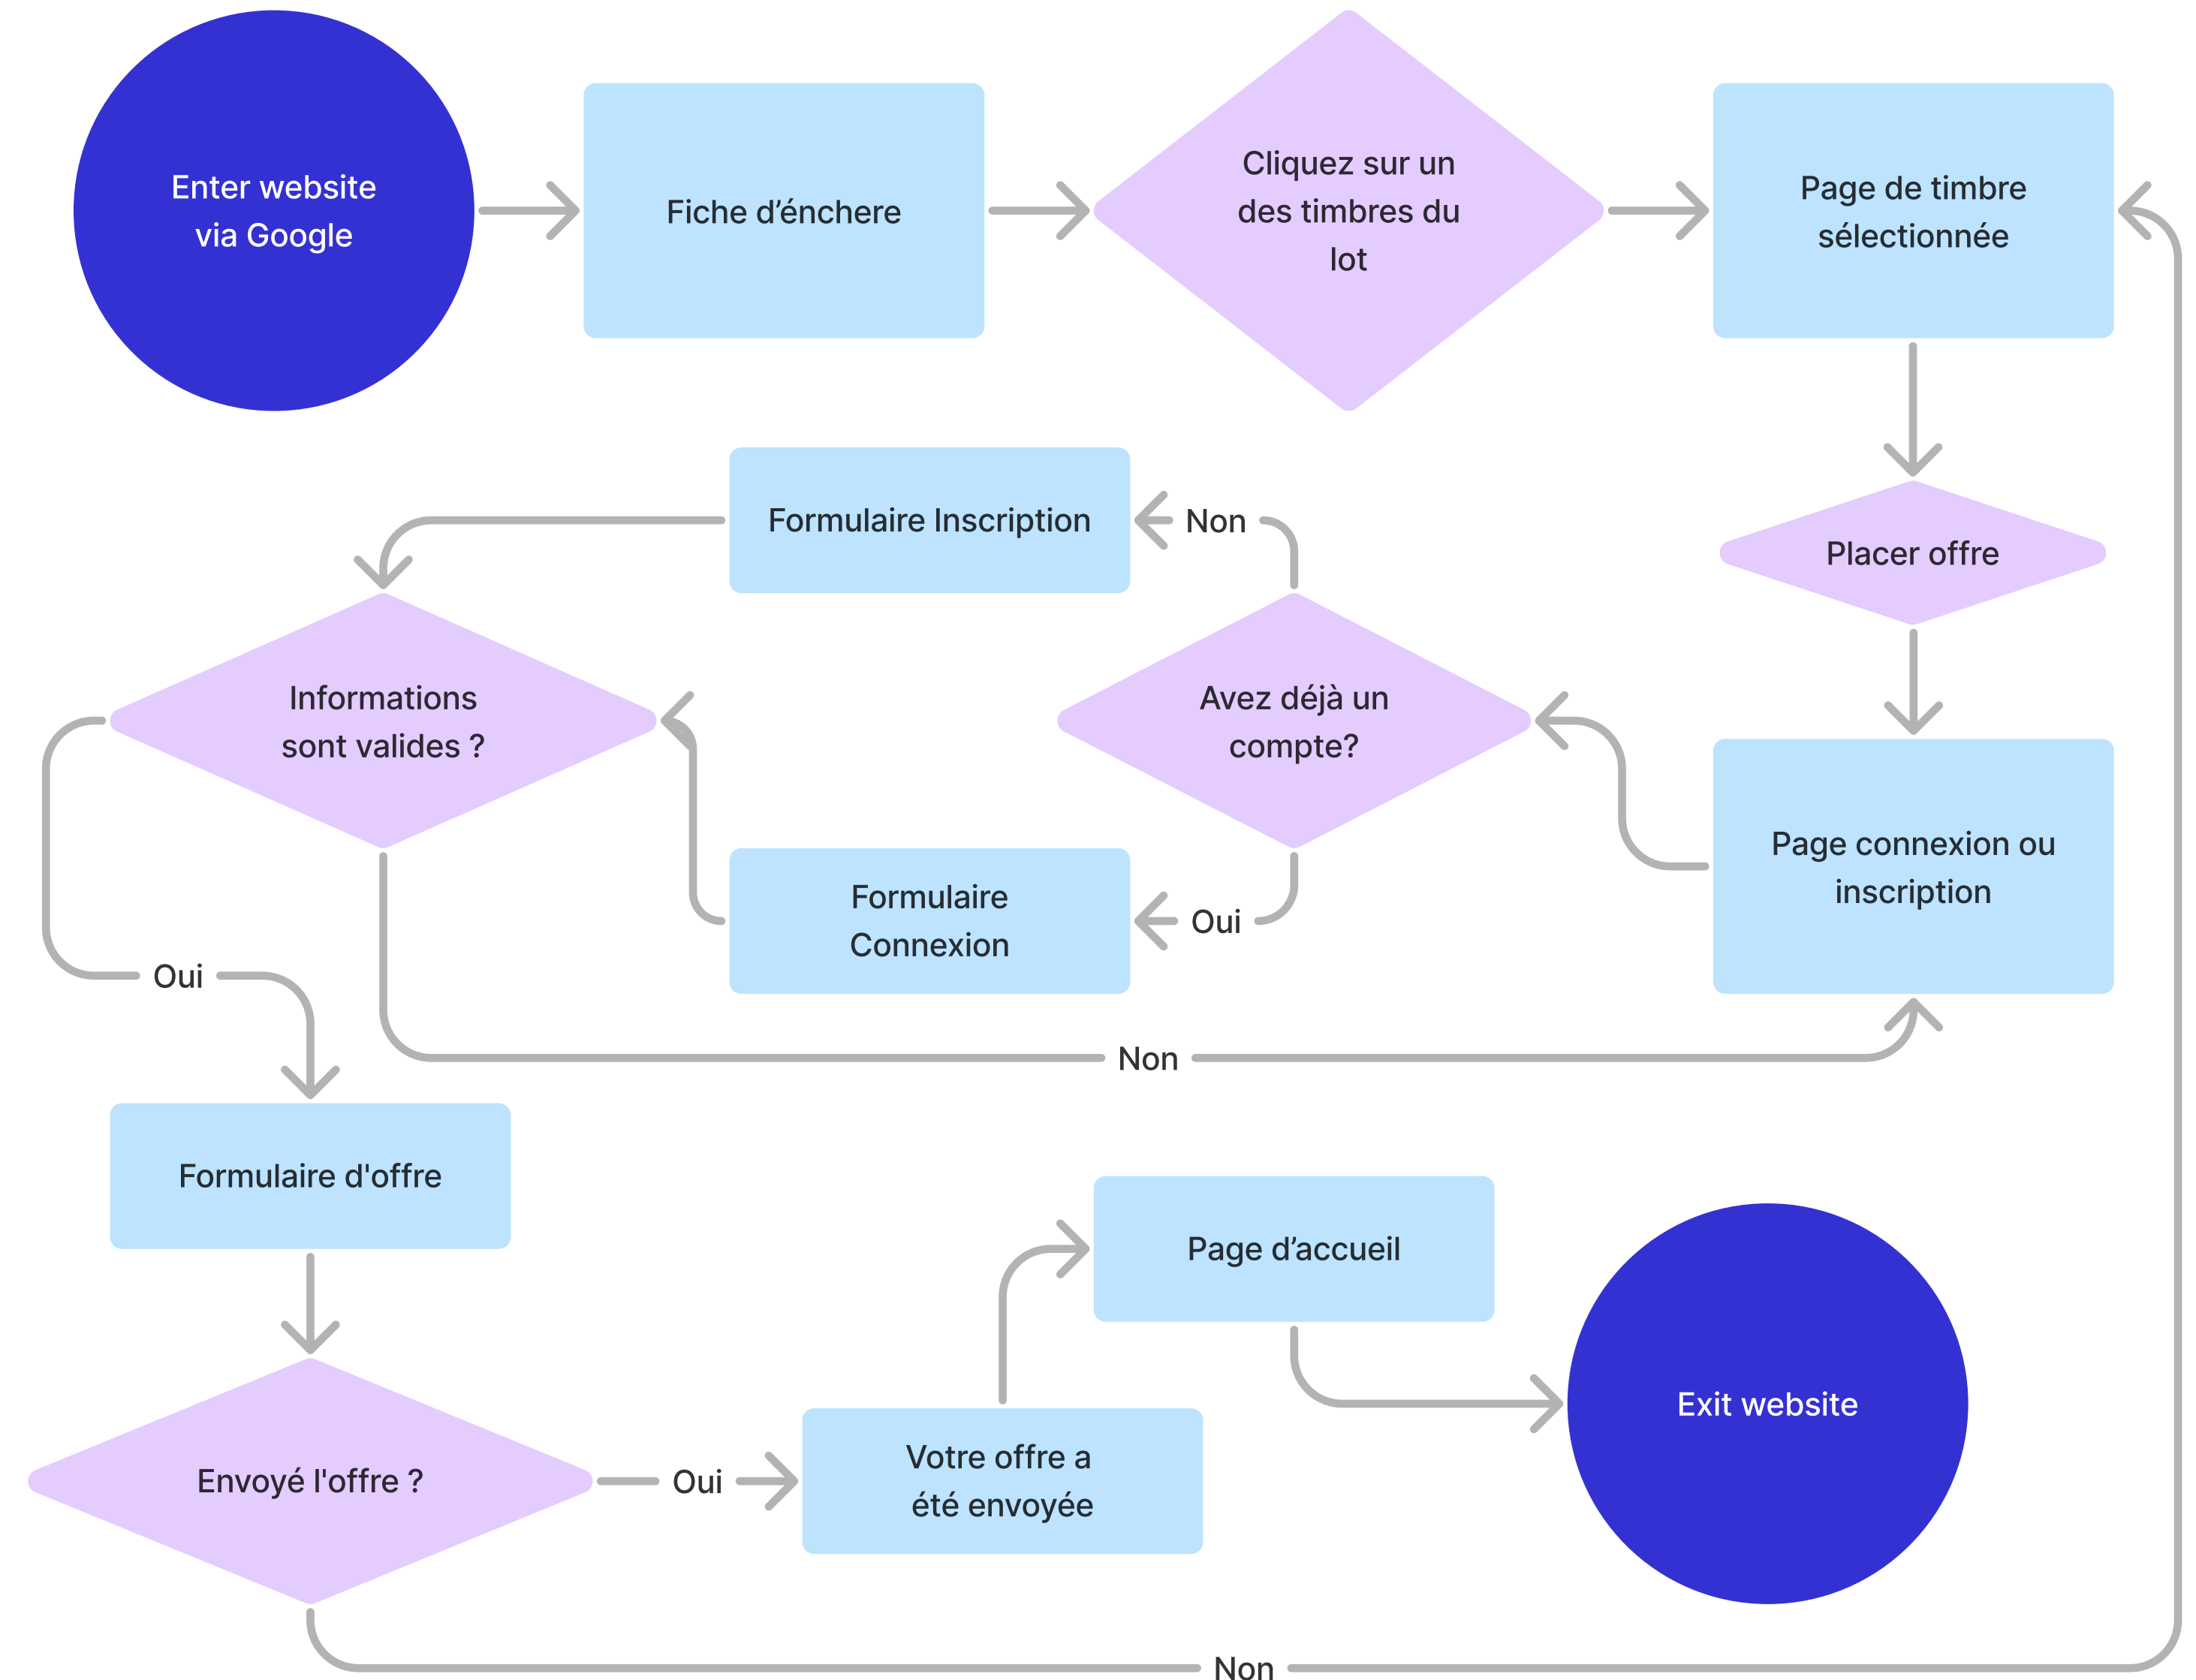 Enter website
via Google
Fiche d’énchere
Cliquez sur un
des timbres du
lot
Page de timbre
sélectionnée
Placer offre
Page connexion ou
inscription
Avez déjà un
compte?
Non
Formulaire Inscription
Oui
Formulaire
Connexion
Informations
sont valides ?
Non
Oui
Formulaire d'offre
Envoyé l'offre ?
Oui
Votre offre a
été envoyée
Page d’accueil
Exit website
Non